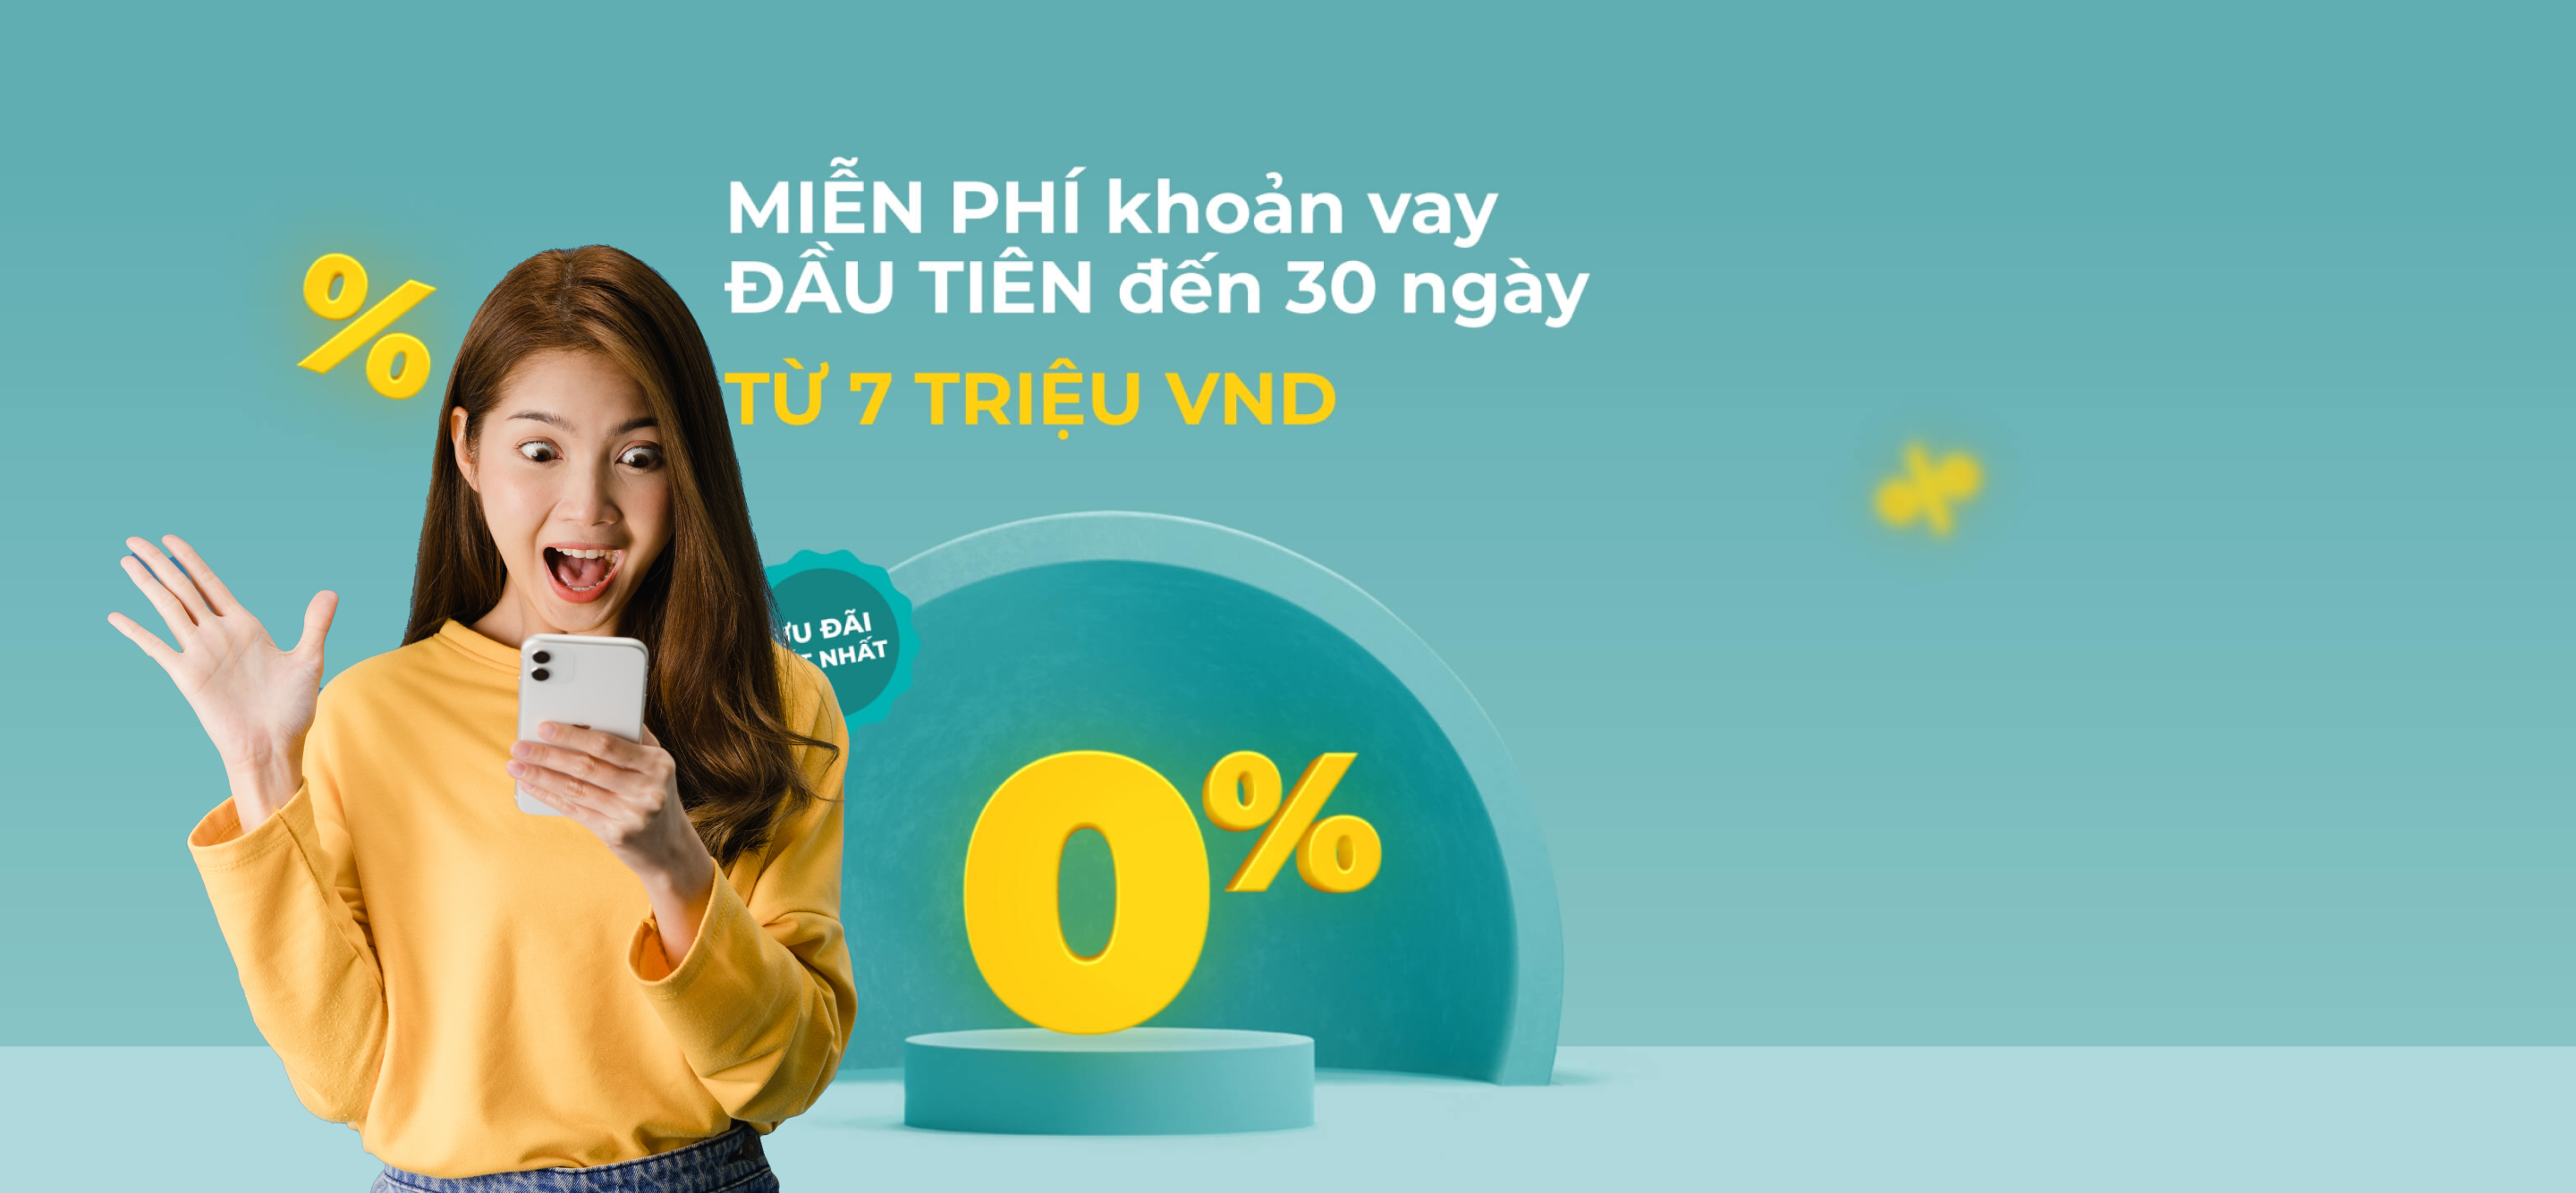 MIỄN PHÍ khoản vay
ĐẦU TIÊN đến 30 ngày
TỪ 7 TRIỆU VND
%
ĐÃI
NHẤT
0%
%